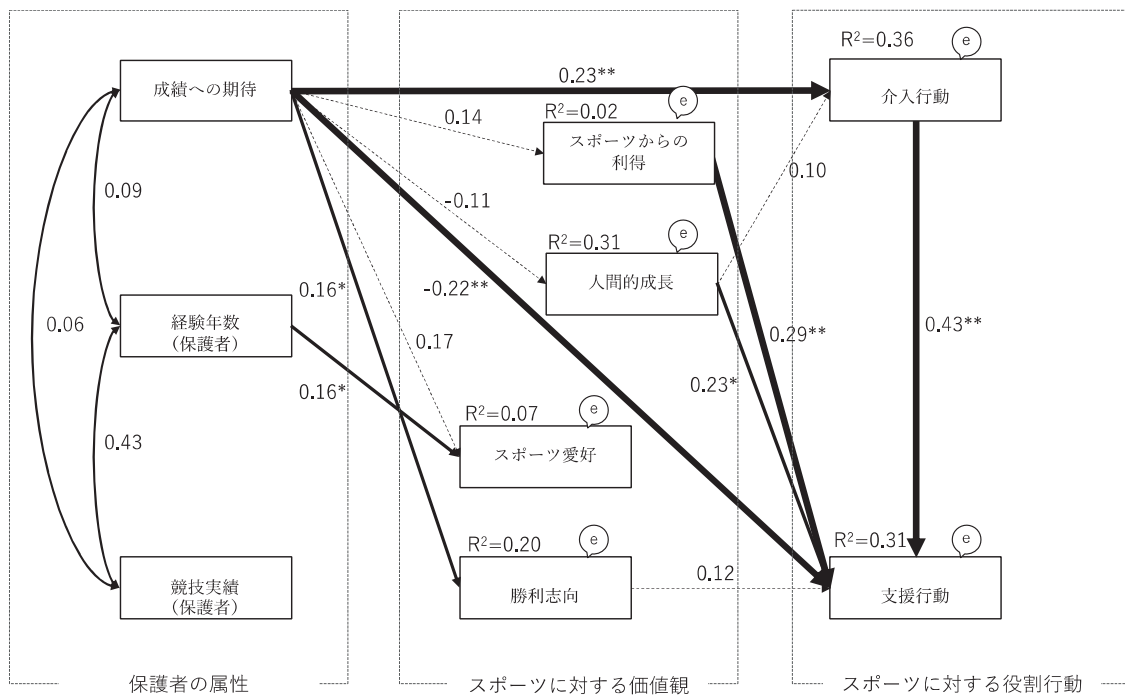 R²=0.36
e
成績への期待
0.23**
介入行動
e
R²=0.02
0.14
スポーツからの
利得
0.10
0.09
-0.11
e
R²=0.31
人間的成長
-0.22**
0.16*
0.06
経験年数
(保護者)
0.17
0.29**
0.43**
0.16*
0.23*
e
R²=0.07
0.43
スポーツ愛好
e
R²=0.20
R²=0.31
e
0.12
競技実績
(保護者)
勝利志向
支援行動
保護者の属性
スポーツに対する価値観
スポーツに対する役割行動